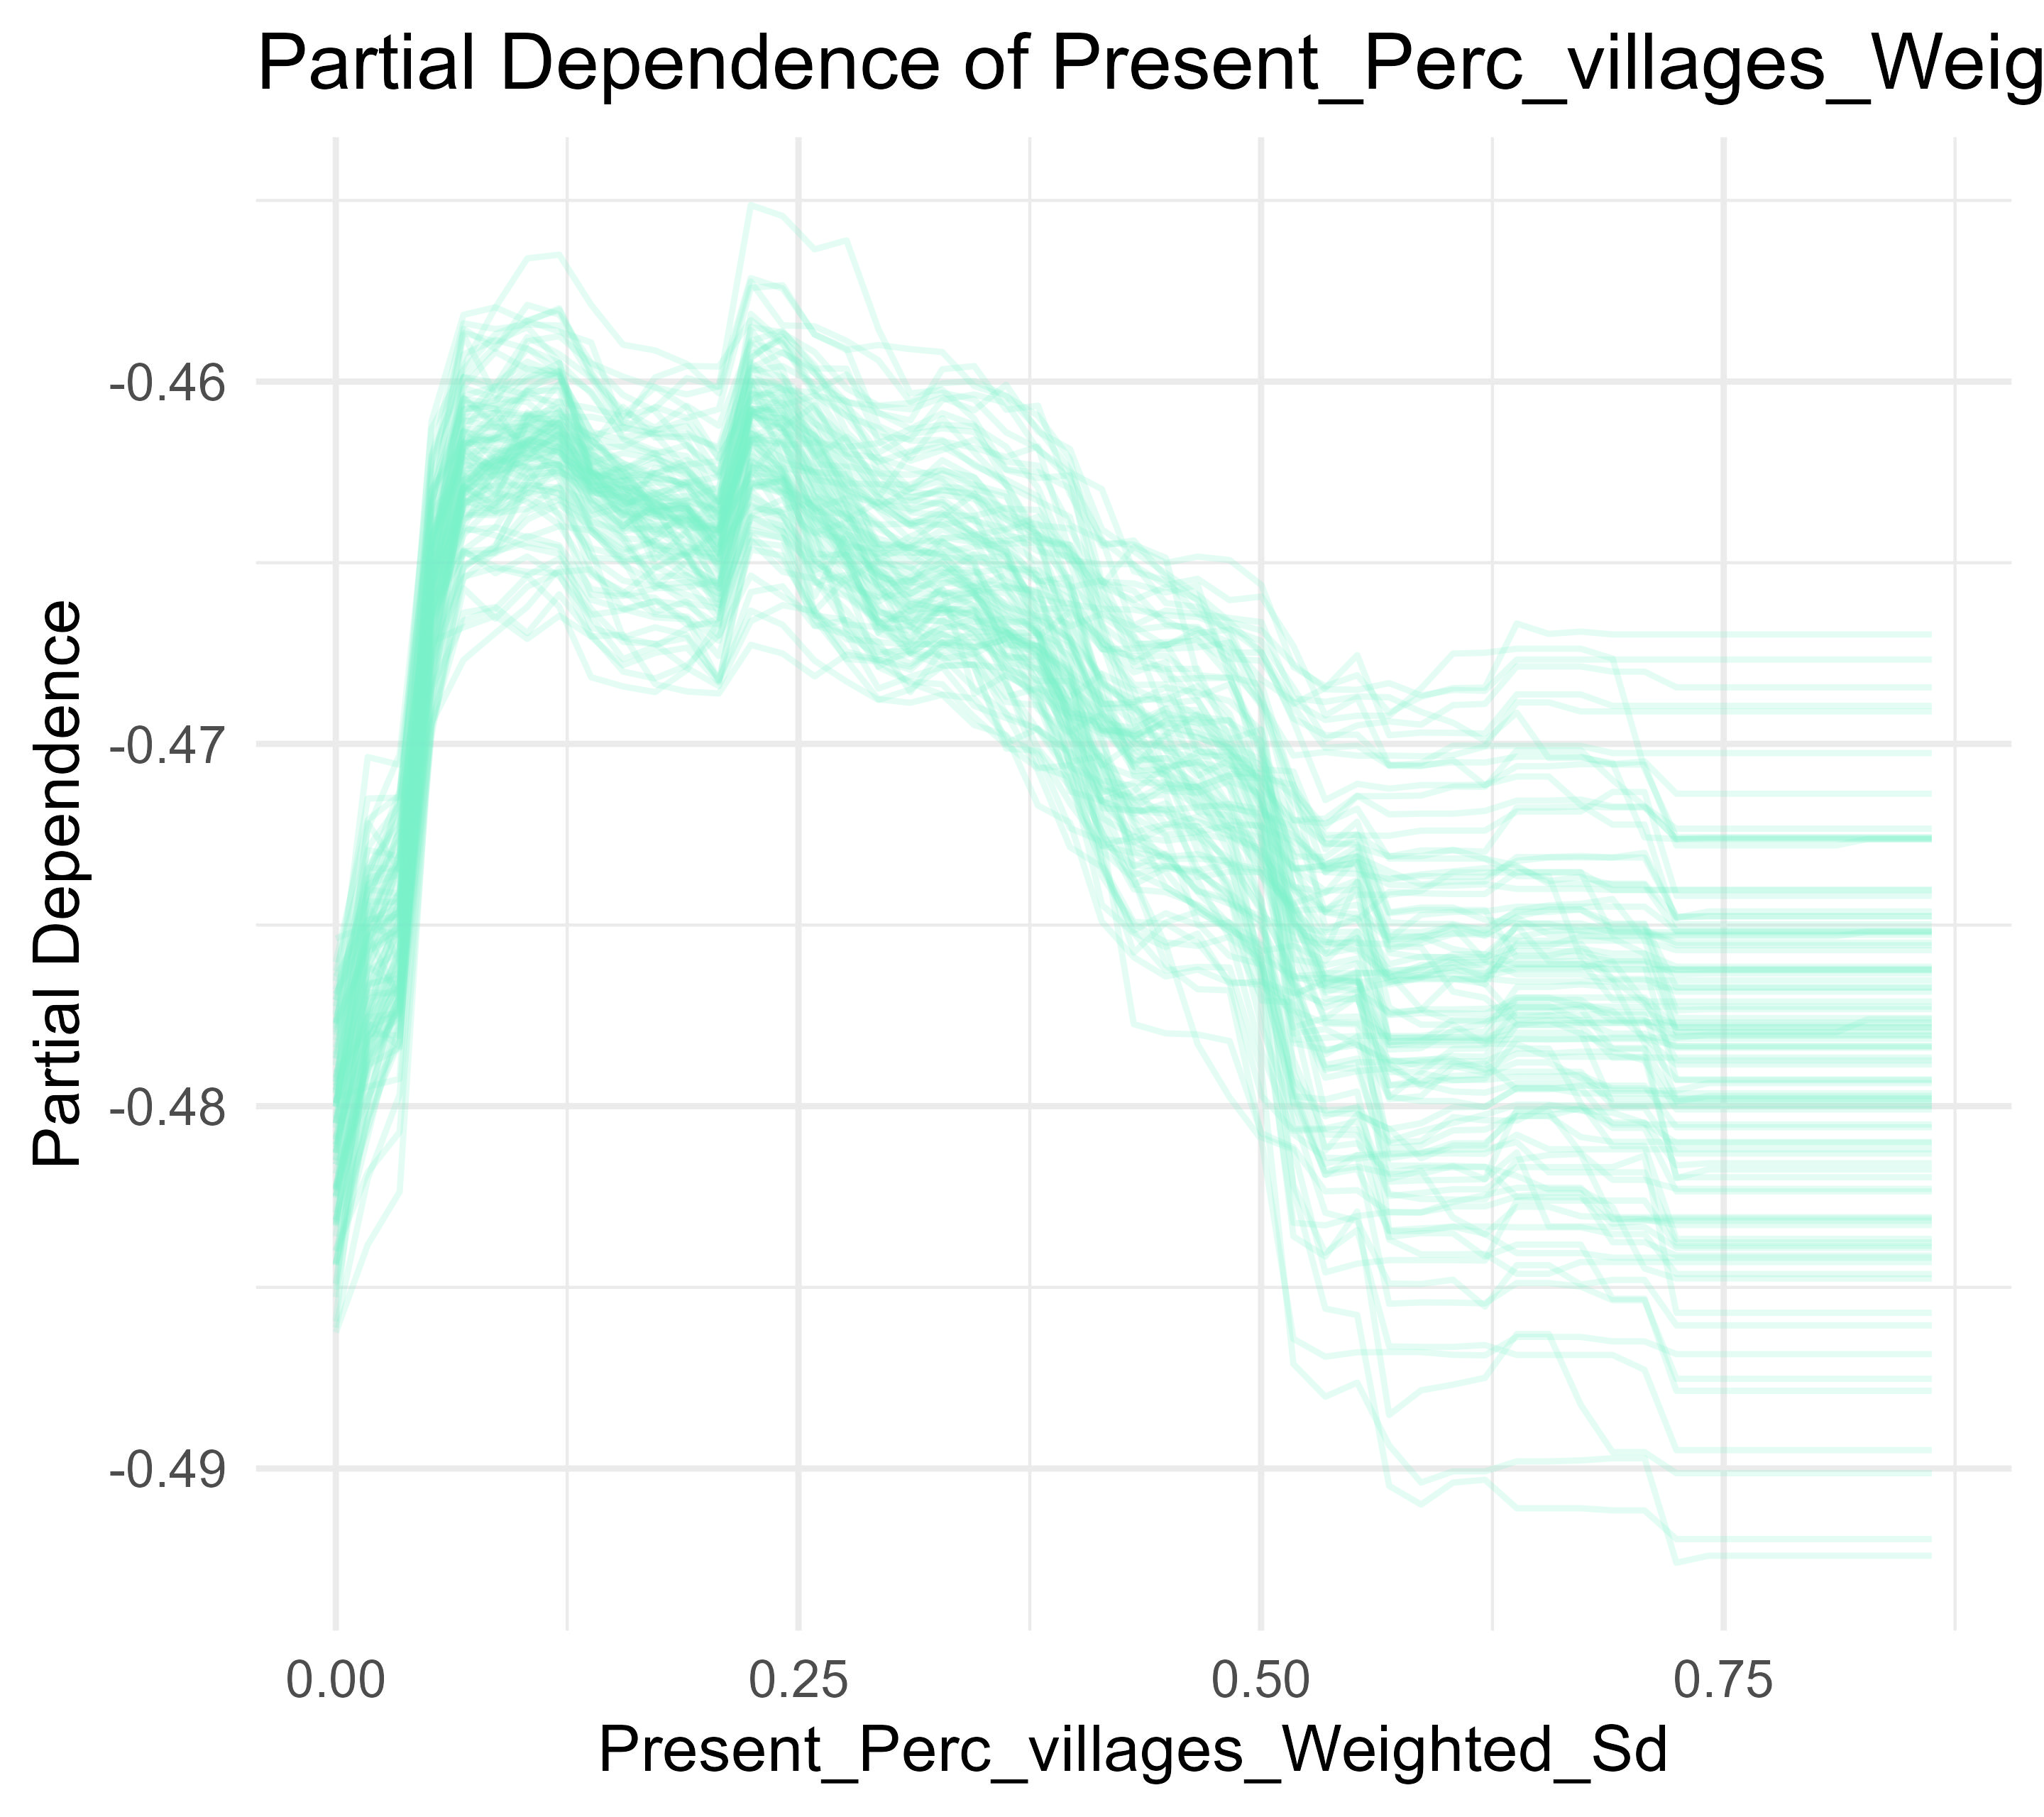 Partial Dependence of Present_Perc_villages_Weig
Partial Dependence
-0.46
-0.47
-0.48
-0.49
0.00 0.25 0.50 0.75
Present_Perc_villages_Weighted_Sd